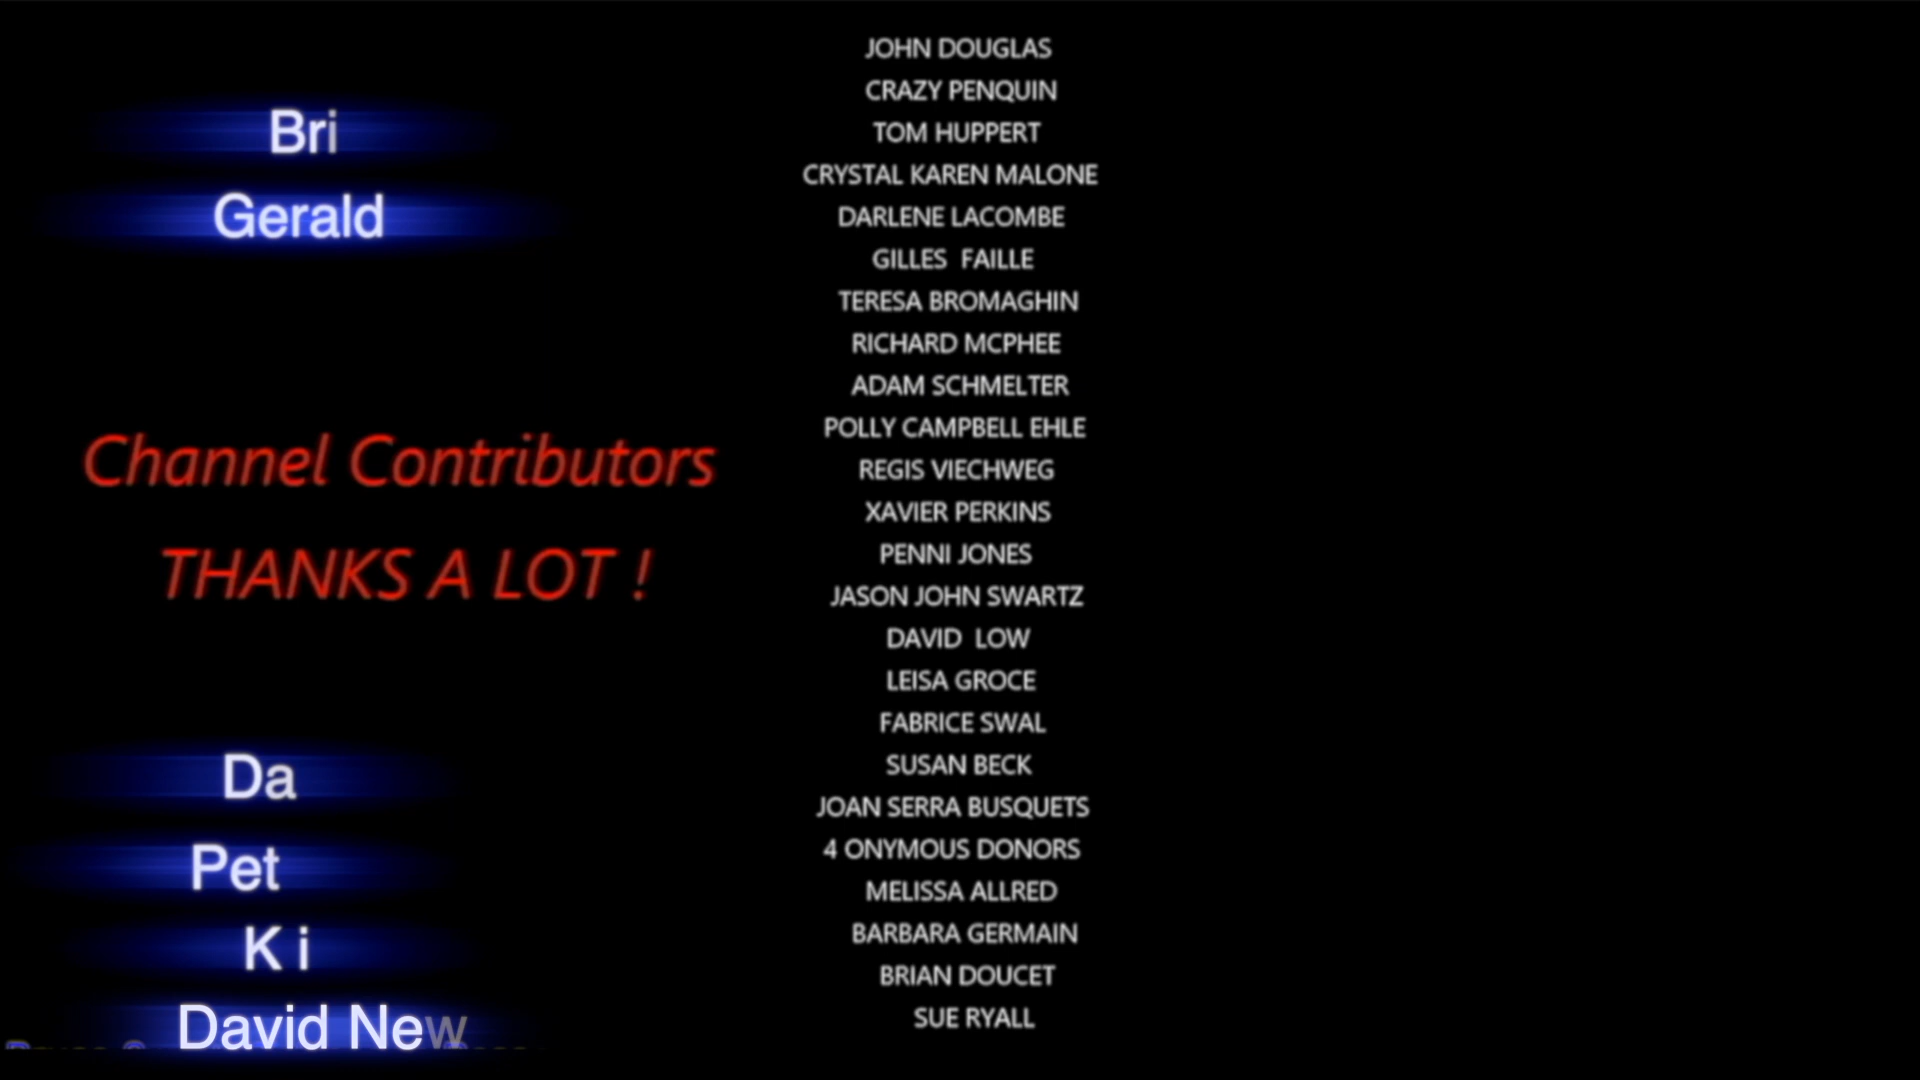 Bri
Gerald
Channel Contributors
THANKS A LOT !
Da
Pet
K i
David New
JOHN DOUGLAS
CRAZY PENQUIN
TOM HUPPERT
CRYSTAL KAREN MALONE
DARLENE LACOMBE
GILLES FAILLE
TERESA BROMAGHIN
RICHARD MCPHEE
ADAM SCHMELTER
POLLY CAMPBELL EHLE
REGIS VIECHWEG
XAVIER PERKINS
PENNI JONES
JASON JOHN SWARTZ
DAVID LOW
LEISA GROCE
FABRICE SWAL
SUSAN BECK
JOAN SERRA BUSQUETS
4 ONYMOUS DONORS
MELISSA ALLRED
BARBARA GERMAIN
BRIAN DOUCET
SUE RYALL